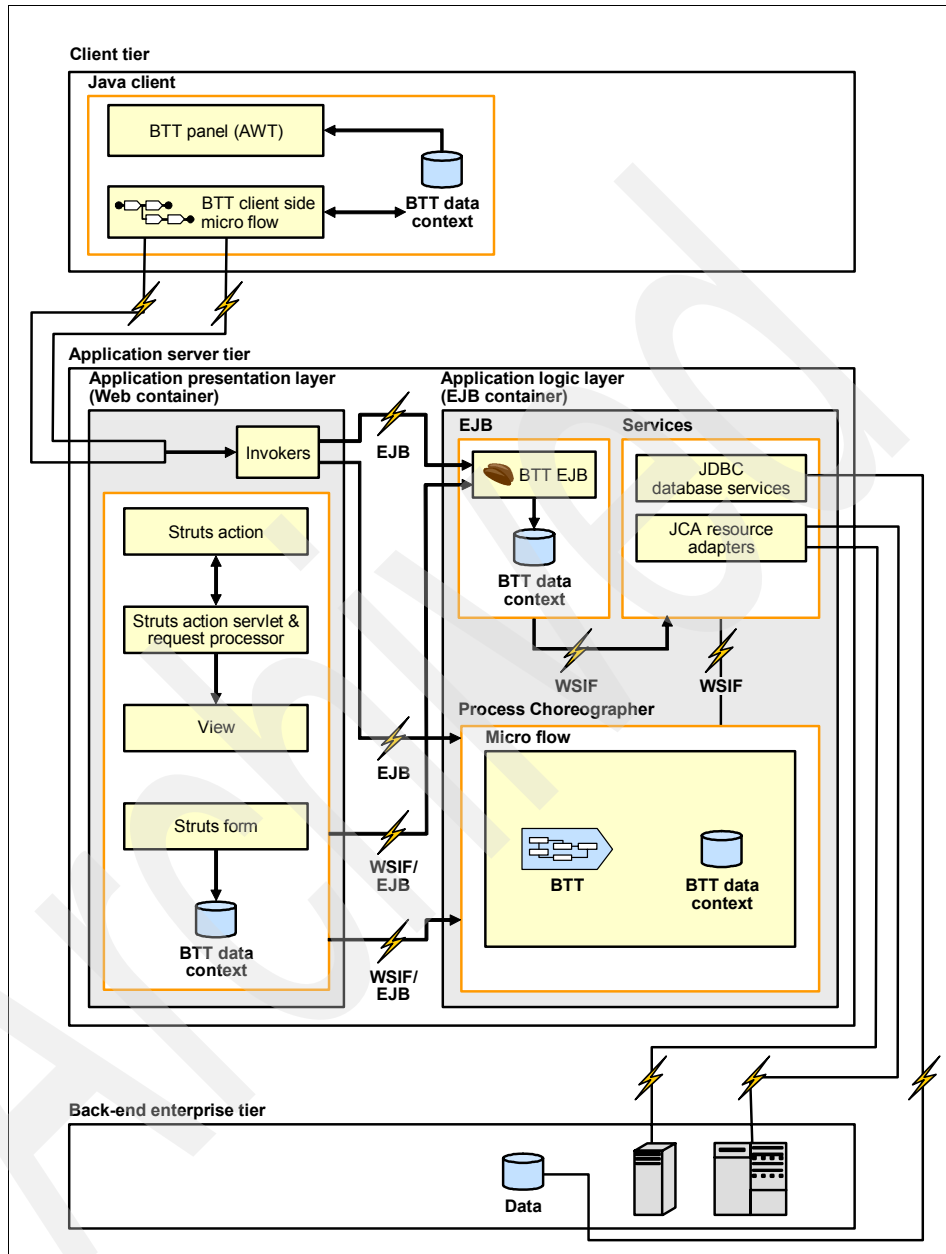 Client tier
Java client
BTT panel (AWT)
BTT client side
micro flow
BTT data
context
Application server tier
Application presentation layer
(Web container)
Application logic layer
(EJB container)
Invokers
EJB
EJB
BTT EJB
BTT data
context
Services
JDBC
database services
JCA resource
adapters
Struts action
Struts action servlet &
request processor
View
Struts form
BTT data
context
WSIF
WSIF
EJB
WSIF/
EJB
WSIF/
EJB
Process Choreographer
Micro flow
BTT
BTT data
context
Back-end enterprise tier
Data
Archived